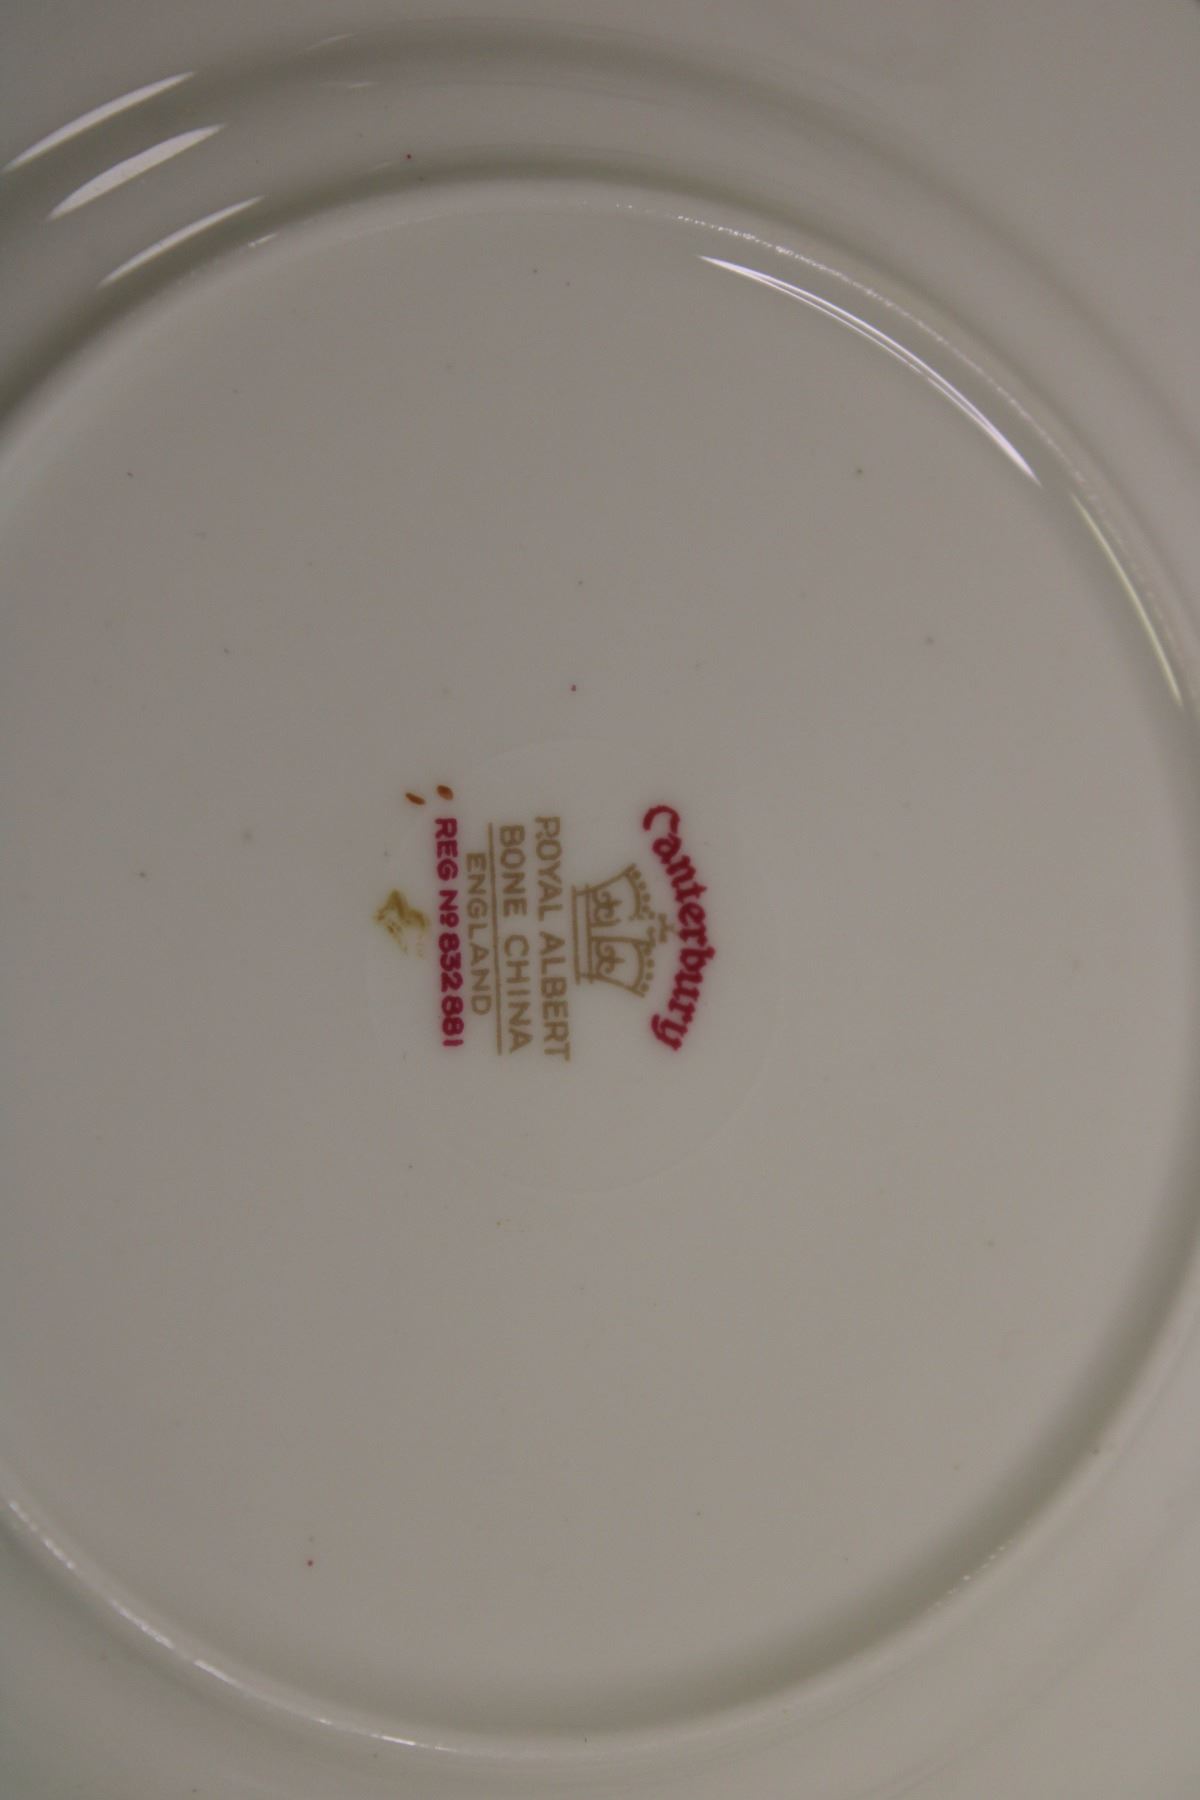 Canterbury
ROYAL ALBERT
BONE CHINA
ENGLAND
REG Nº 832881